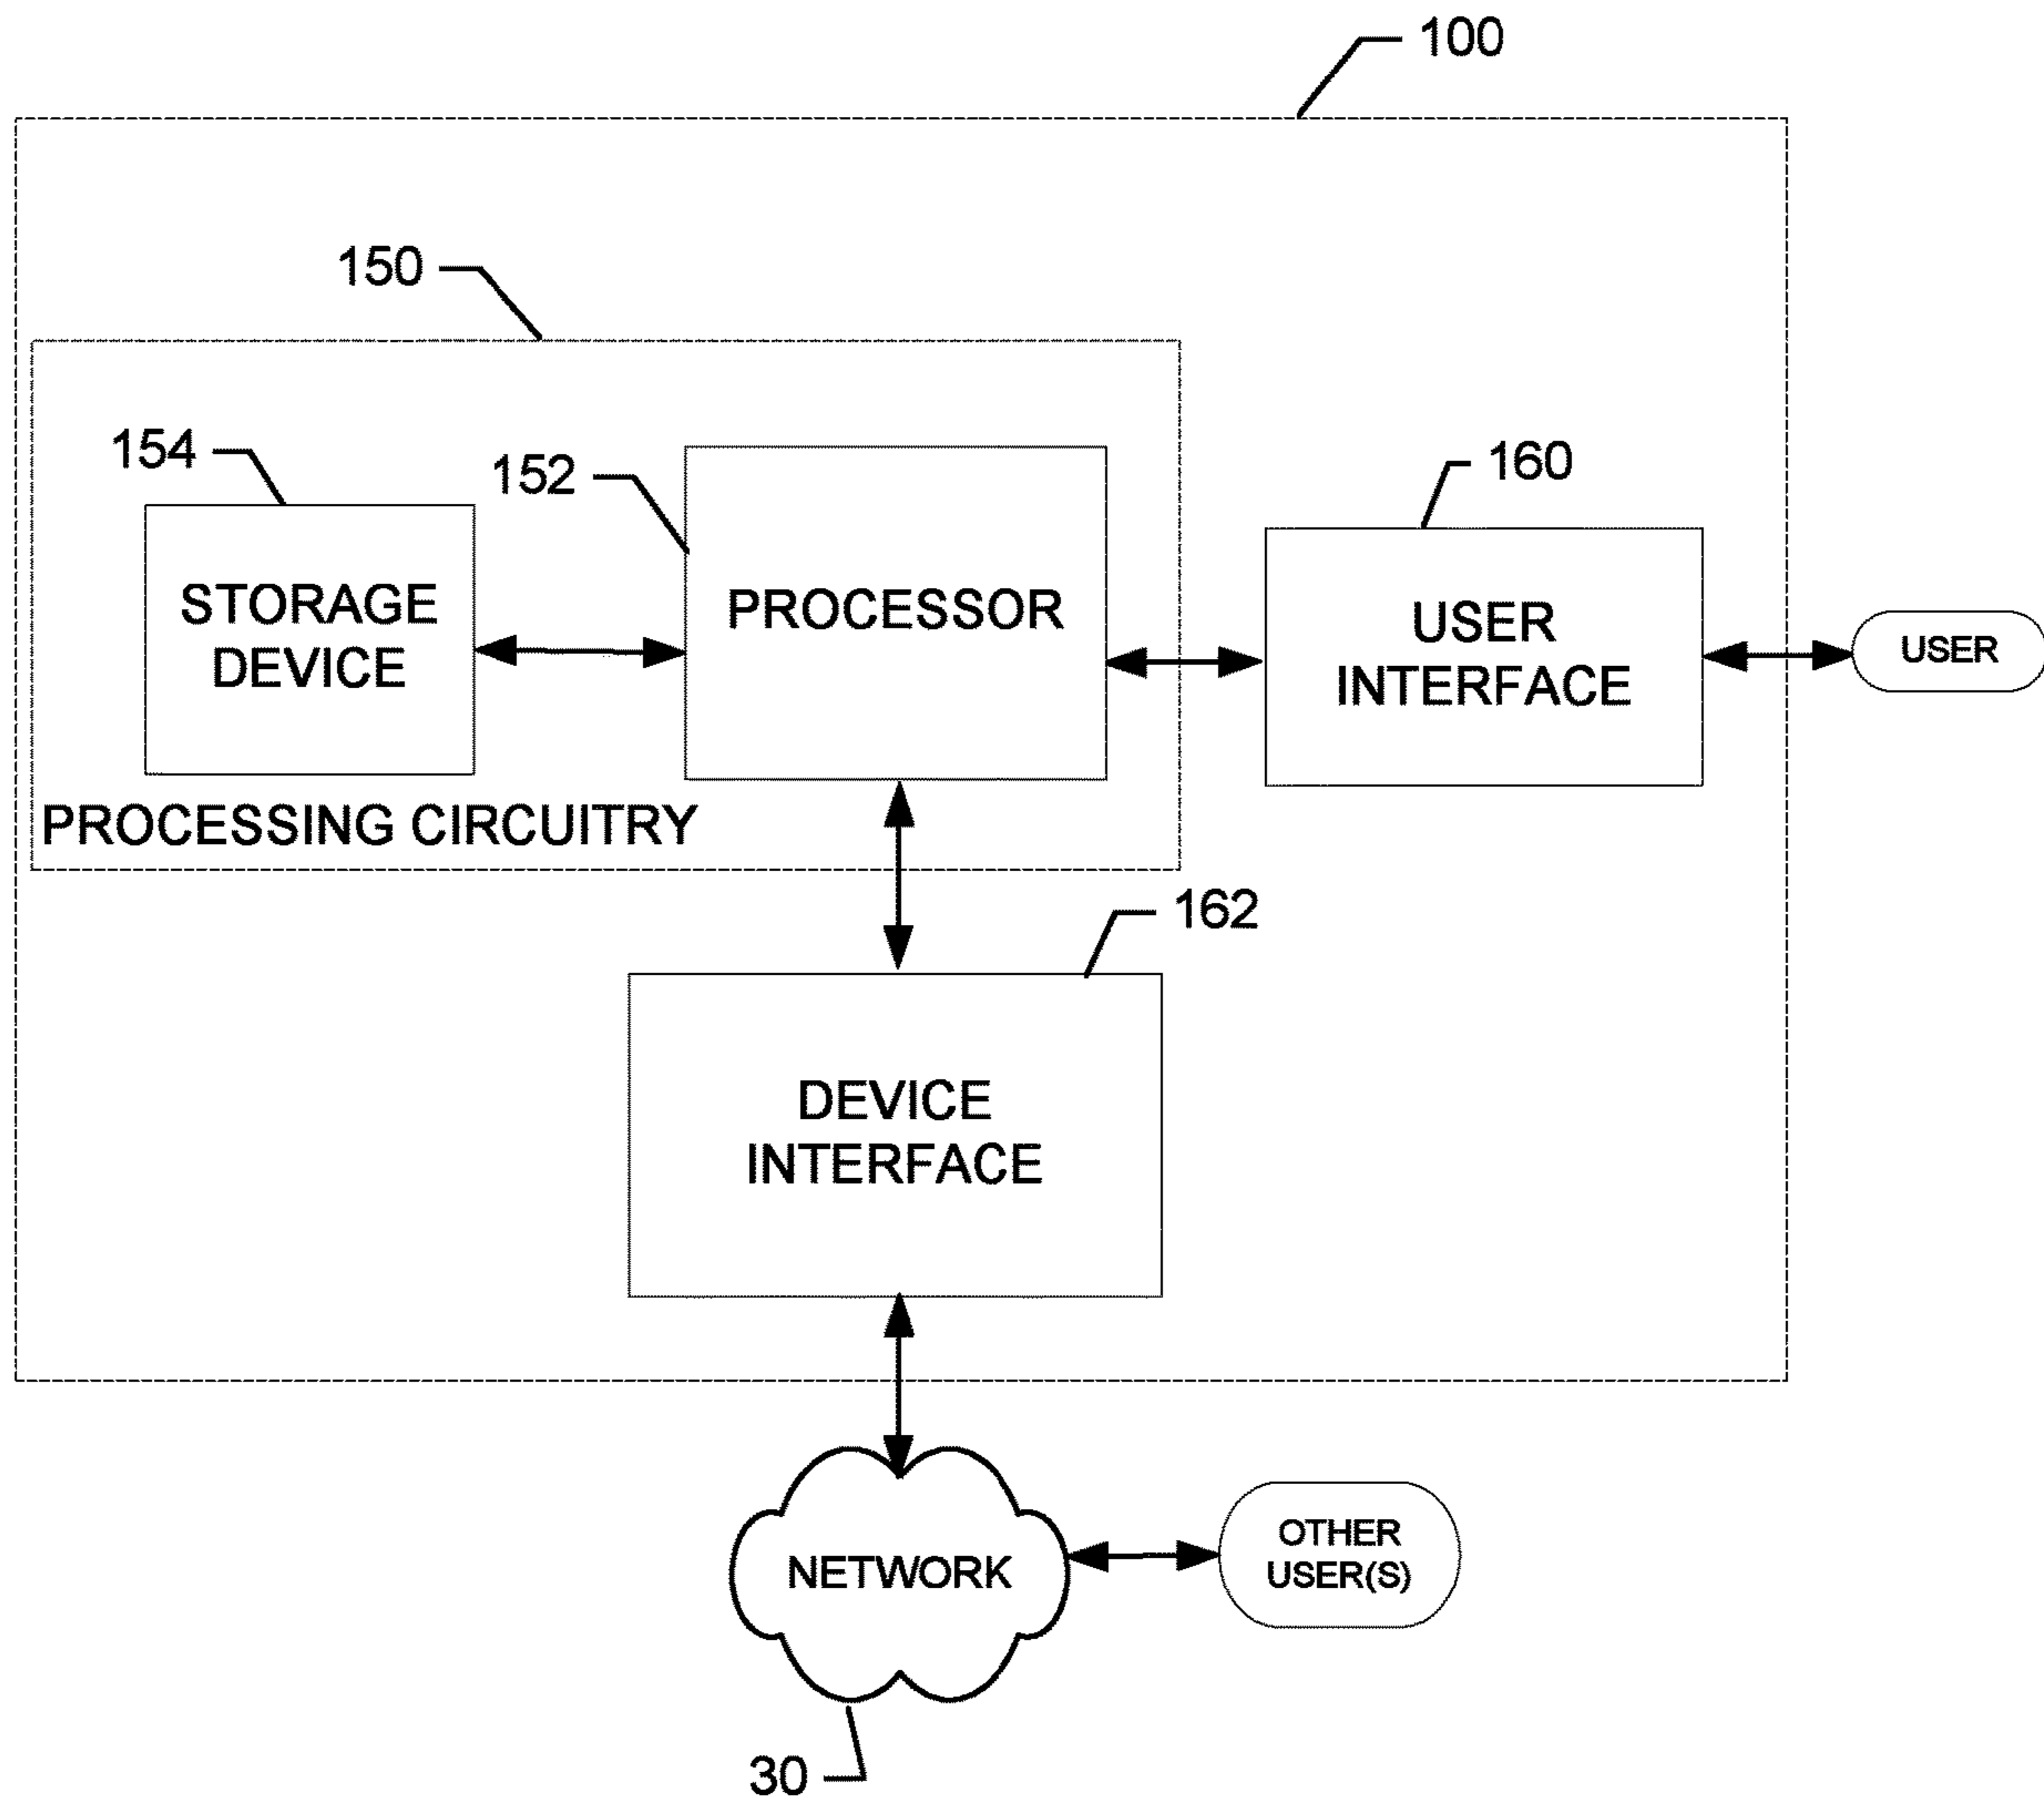 100
150
154
152
160
STORAGE
DEVICE
PROCESSOR
USER
INTERFACE
USER
PROCESSING CIRCUITRY
162
DEVICE
INTERFACE
NETWORK
OTHER
USER(S)
30